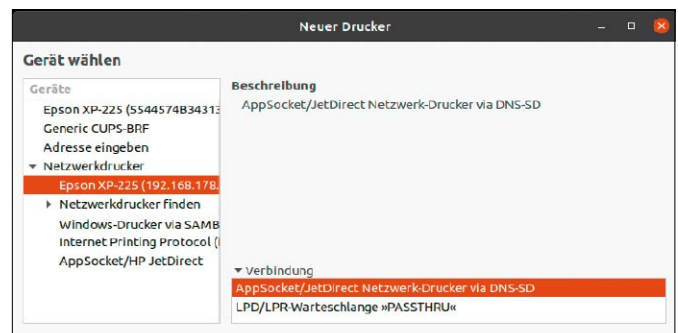 Neuer Drucker
Gerät wählen
Geräte
Epson XP-225 (5544574B34313
Generic CUPS-BRF
Adresse eingeben
Netzwerkdrucker
Epson XP-225 (192.168.178.
Netzwerkdrucker finden
Windows-Drucker via SAMB
Internet Printing Protocol (
AppSocket/HP JetDirect
Beschreibung
AppSocket/JetDirect Netzwerk-Drucker via DNS-SD
Verbindung
AppSocket/JetDirect Netzwerk-Drucker via DNS-SD
LPD/LPR-Warteschlange »PASSTHRU«